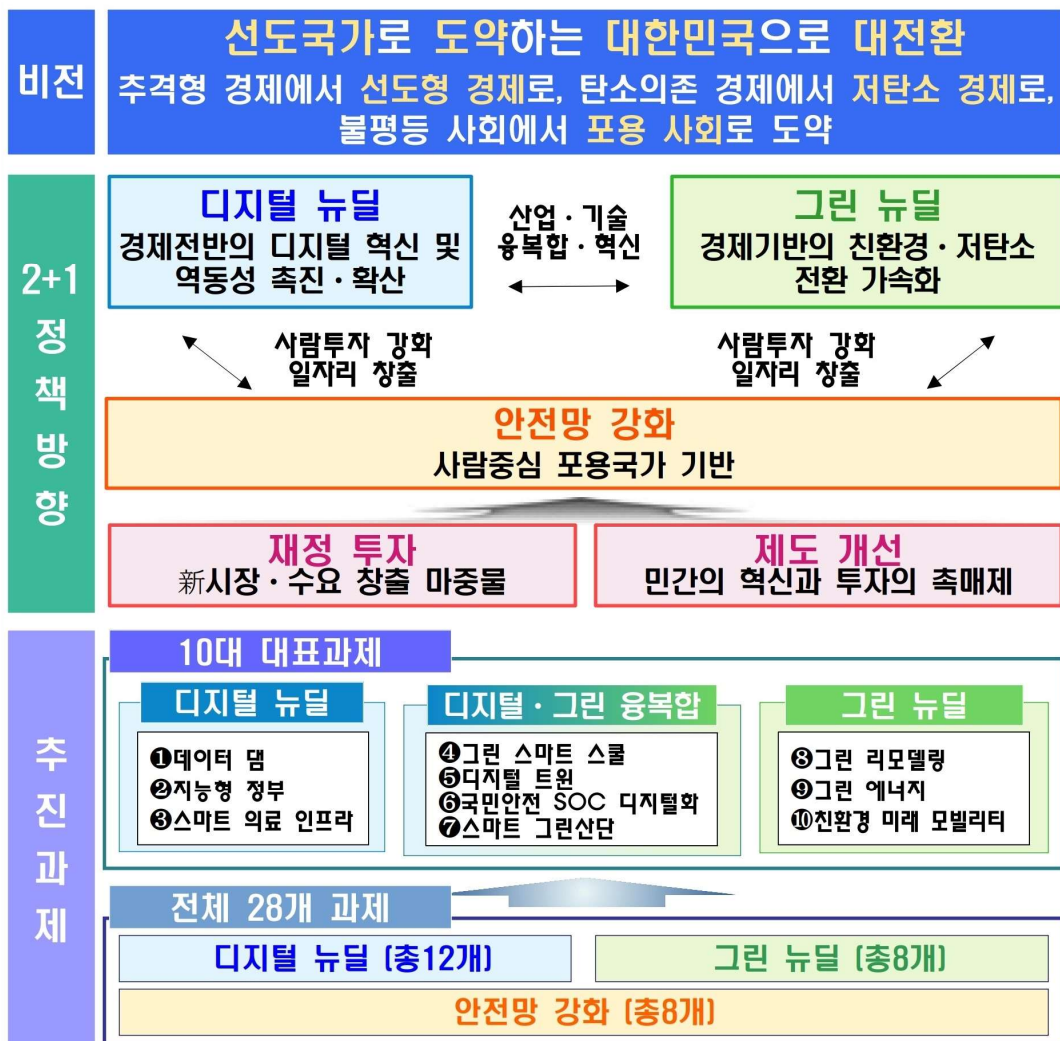 비전
선도국가로 도약하는 대한민국으로 대전환
추격형 경제에서 선도형 경제로, 탄소의존 경제에서 저탄소 경제로,
불평등 사회에서 포용 사회로 도약
2+1
정
책
방
향
디지털 뉴딜
경제전반의 디지털 혁신 및
역동성 촉진·확산
산업·기술
융복합·혁신
그린 뉴딜
경제기반의 친환경·저탄소
전환 가속화
사람투자 강화
일자리 창출
사람투자 강화
일자리 창출
안전망 강화
사람중심 포용국가 기반
재정 투자
新시장·수요 창출 마중물
제도 개선
민간의 혁신과 투자의 촉매제
추
진
과
제
10대 대표과제
디지털 뉴딜
❶데이터 댐
❷지능형 정부
❸스마트 의료 인프라
디지털·그린 융복합
❹그린 스마트 스쿨
❺디지털 트윈
❻국민안전 SOC 디지털화
❼스마트 그린산단
그린 뉴딜
❽그린 리모델링
❾그린 에너지
❿친환경 미래 모빌리티
전체 28개 과제
디지털 뉴딜 (총12개)
그린 뉴딜 (총8개)
안전망 강화 (총8개)